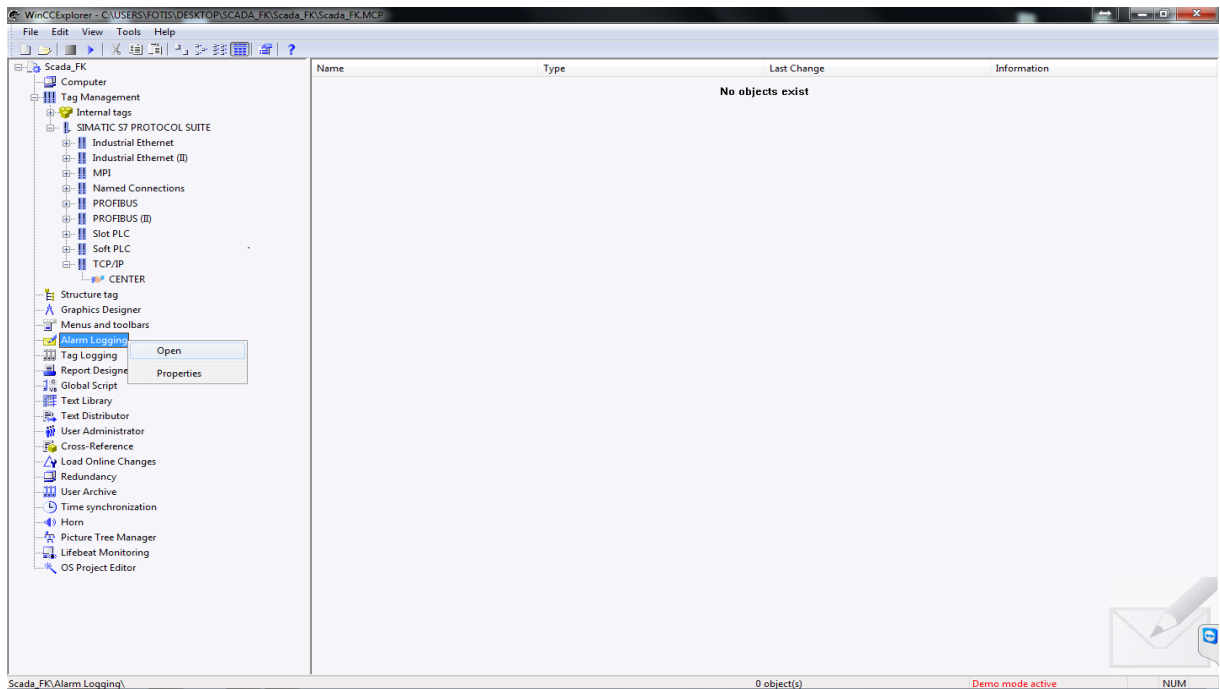 WinCCExplorer - C:\USERS\FOTIS\DESKTOP\SCADA_FK\Scada_FK\Scada_FK.MCP
File Edit View Tools Help
Scada_FK
Computer
Tag Management
Internal tags
SIMATIC S7 PROTOCOL SUITE
Industrial Ethernet
Industrial Ethernet (II)
MPI
Named Connections
PROFIBUS
PROFIBUS (II)
Slot PLC
Soft PLC
TCP/IP
CENTER
Structure tag
Graphics Designer
Menus and toolbars
Alarm Logging
Tag Logging
Report Designe
Global Script
Text Library
Text Distributor
User Administrator
Cross-Reference
Load Online Changes
Redundancy
User Archive
Time synchronization
Horn
Picture Tree Manager
Lifebeat Monitoring
OS Project Editor
Open
Properties
Name Type Last Change Information
No objects exist
Scada_FK\Alarm Logging\ 0 object(s) Demo mode active NUM